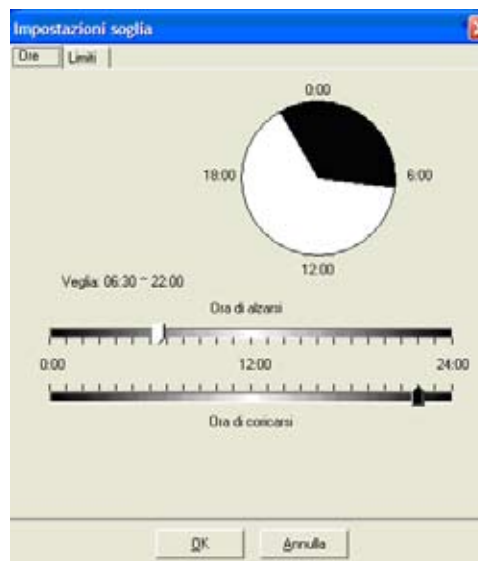 Impostazioni soglia
Ore Limiti
0:00
18:00 6:00
12:00
Veglia: 06:30 ~ 22:00
Ora di alzarsi
0:00 12:00 24:00
Ora di coricarsi
OK Annulla